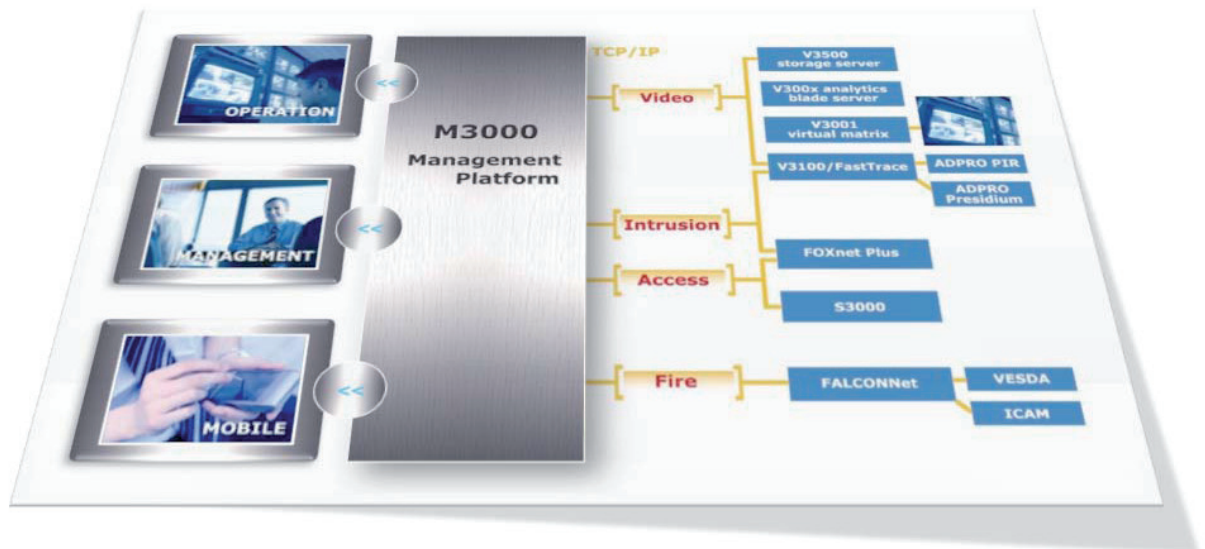 TCP/IP
OPERATION
<<
M3000
Management
Platform
MANAGEMENT
<<
MOBILE
<<
Video
V3500
storage server
V300x analytics
blade server
V3001
virtual matrix
V3100/FastTrace
ADPRO PIR
ADPRO
Presidium
Intrusion
FOXnet Plus
Access
S3000
Fire
FALCONNet
VESDA
ICAM